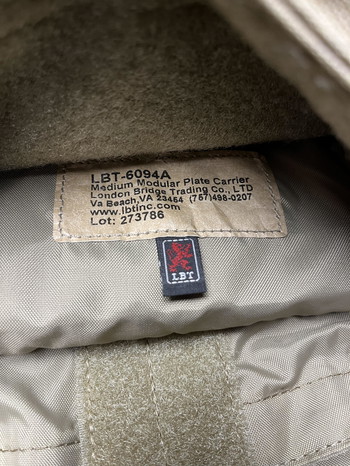 LBT-6094A
Medium Modular Plate Carrier
London Bridge Trading Co., LTD
Va Beach, VA 23454 (757)498-0207
www.lbtinc.com
Lot: 273786
LBT